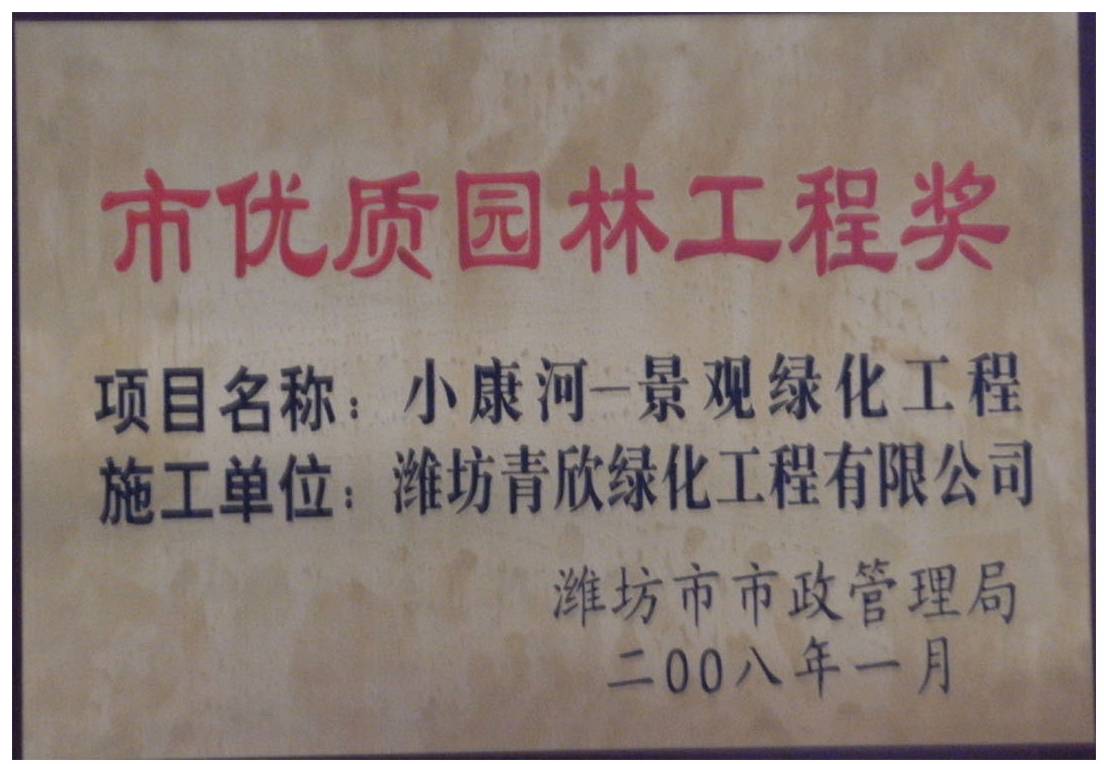 市优质园林工程奖
项目名称：小康河—景观绿化工程
施工单位：潍坊青欣绿化工程有限公司
潍坊市市政管理局
二00八年一月